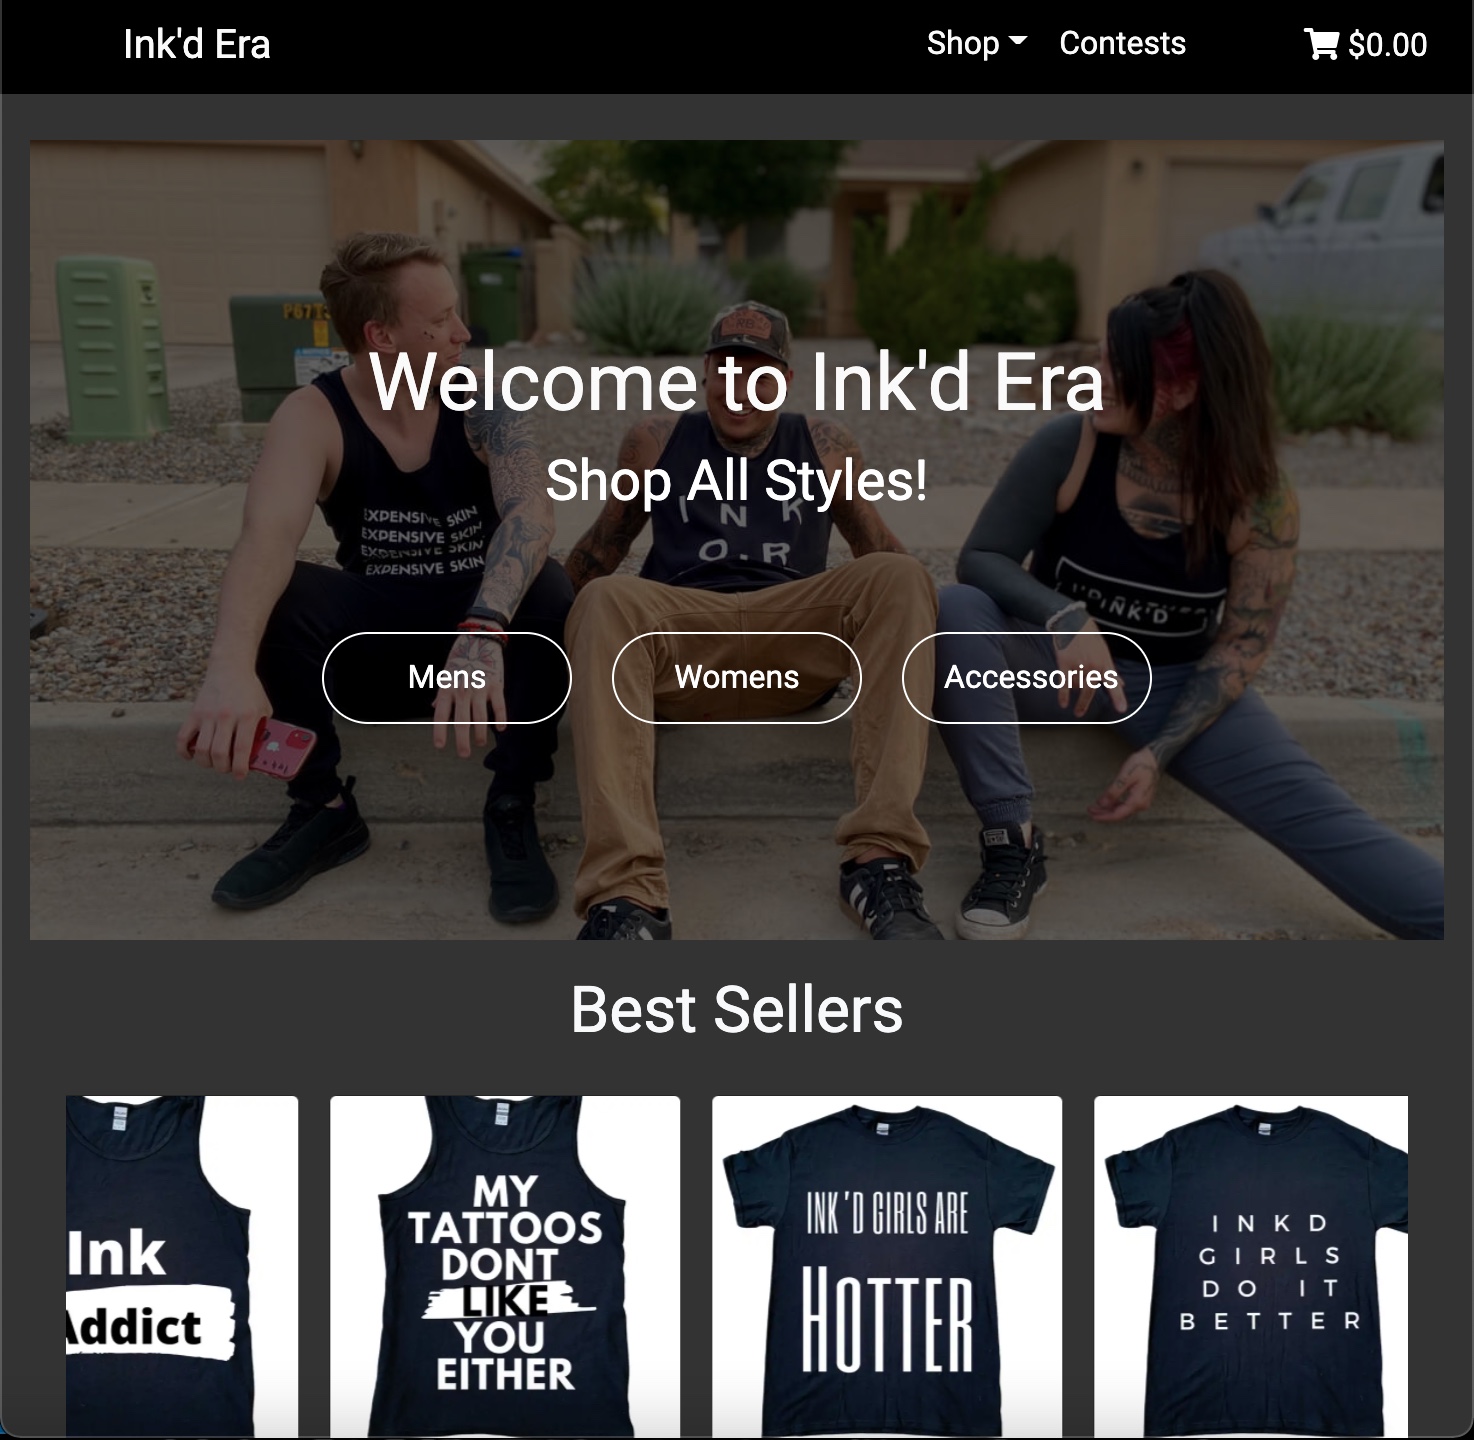 Ink'd Era
Shop
Contests
$0.00
P67T
RB
Welcome to Ink'd Era
Shop All Styles!
EXPENSIVE SKIN
EXPENSIVE SKIN
EXPENSIVE SKIN
EXPENSIVE SKIN
INK
O.R
INK'D
Mens
Womens
Accessories
Best Sellers
Ink
Addict
MY
TATTOOS
DONT
LIKE
YOU
EITHER
INK'D GIRLS ARE
HOTTER
INKD
GIRLS
DO IT
BETTER